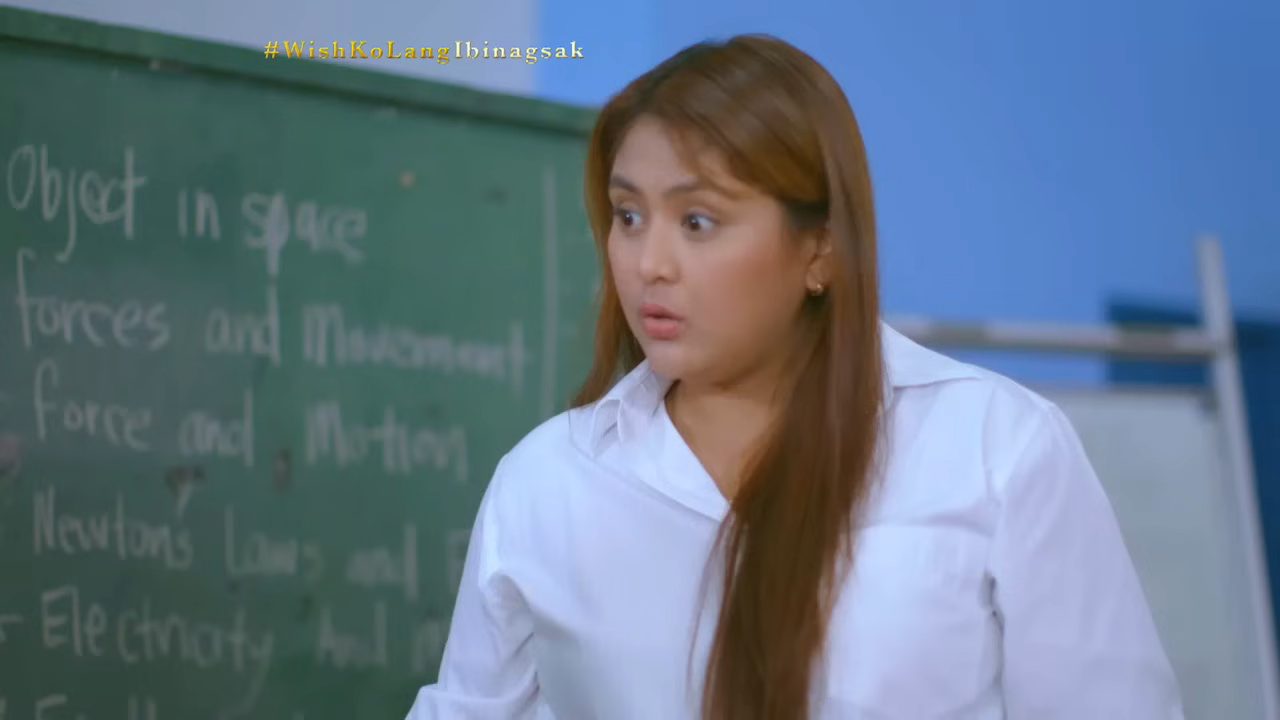 #WishKoLangIbinagsak
Object in space
forces and Movement
force and Motion
Newton's Laws and
- Electricity And